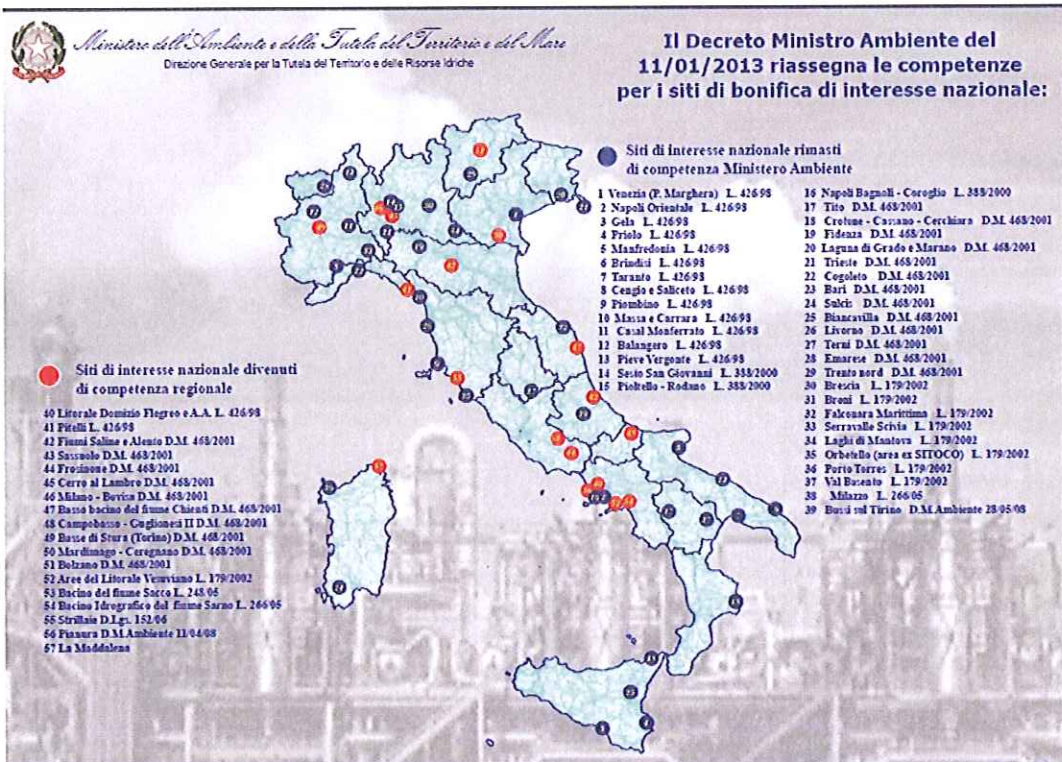 Ministero dell'Ambiente e della Tutela del Territorio e del Mare
Direzione Generale per la Tutela del Territorio e delle Risorse Idriche
Il Decreto Ministro Ambiente del
11/01/2013 riassegna le competenze
per i siti di bonifica di interesse nazionale:
Siti di interesse nazionale rimasti
di competenza Ministero Ambiente
1 Venezia (P. Marghera) L. 426/98
2 Napoli Orientale L. 426/98
3 Gela L. 426/98
4 Priolo L. 426/98
5 Manfredonia L. 426/98
6 Brindisi L. 426/98
7 Taranto L. 426/98
8 Cengio e Saliceto L. 426/98
9 Piombino L. 426/98
10 Massa e Carrara L. 426/98
11 Casal Monferrato L. 426/98
12 Balangero L. 426/98
13 Pieve Vergonte L. 426/98
14 Sesto San Giovanni L. 388/2000
15 Pioltello - Rodano L. 388/2000
16 Napoli Bagnoli - Coroglio L. 388/2000
17 Tito D.M. 468/2001
18 Crotone - Cassano - Cerchiara D.M. 468/2001
19 Fidenza D.M. 468/2001
20 Laguna di Grado e Marano D.M. 468/2001
21 Trieste D.M. 468/2001
22 Cogoleto D.M. 468/2001
23 Bari D.M. 468/2001
24 Sulcis D.M. 468/2001
25 Biancavilla D.M. 468/2001
26 Livorno D.M. 468/2001
27 Terni D.M. 468/2001
28 Emarese D.M. 468/2001
29 Trento nord D.M. 468/2001
30 Brescia L. 179/2002
31 Broni L. 179/2002
32 Falconara Marittima L. 179/2002
33 Serravalle Scrivia L. 179/2002
34 Laghi di Mantova L. 179/2002
35 Orbetello (area ex SITOCO) L. 179/2002
36 Porto Torres L. 179/2002
37 Val Basento L. 179/2002
38 Milazzo L. 266/05
39 Bussi sul Tirino D.M.Ambiente 28/05/08
Siti di interesse nazionale divenuti
di competenza regionale
40 Litorale Domizio Flegreo e A.A. L. 426/98
41 Pitelli L. 426/98
42 Fiumi Saline e Alento D.M. 468/2001
43 Sassuolo D.M. 468/2001
44 Frosinone D.M. 468/2001
45 Cerro al Lambro D.M. 468/2001
46 Milano - Bovisa D.M. 468/2001
47 Basso bacino del fiume Chienti D.M. 468/2001
48 Campobasso - Guglionesi II D.M. 468/2001
49 Basse di Stura (Torino) D.M. 468/2001
50 Mardimago - Ceregnano D.M. 468/2001
51 Bolzano D.M. 468/2001
52 Aree del Litorale Vesuviano L. 179/2002
53 Bacino del fiume Sacco L. 248/05
54 Bacino Idrografico del fiume Sarno L. 266/05
55 Strillaie D.Lgs. 152/06
56 Pianura D.M.Ambiente 11/04/08
57 La Maddalena